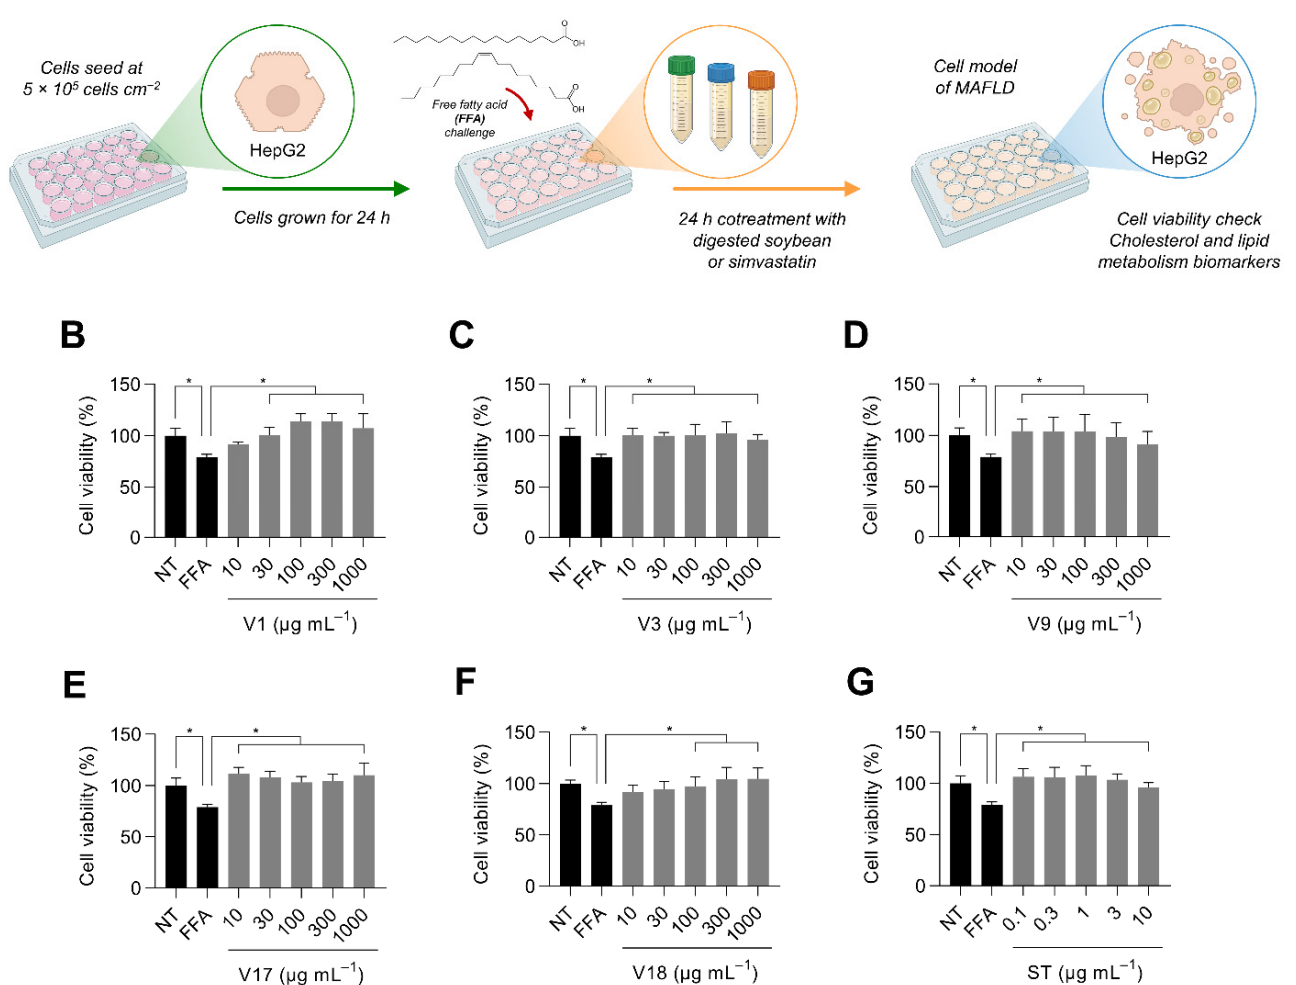 Cells seed at
5 × 10⁵ cells cm⁻²
HepG2
Cells grown for 24 h
O
OH
O
OH
Free fatty acid
(FFA)
challenge
24 h cotreatment with
digested soybean
or simvastatin
Cell model
of MAFLD
HepG2
Cell viability check
Cholesterol and lipid
metabolism biomarkers
B
Cell viability (%)
150
100
50
0
* *
NT FFA 10 30 100 300 1000
V1 (µg mL⁻¹)
C
Cell viability (%)
150
100
50
0
* *
NT FFA 10 30 100 300 1000
V3 (µg mL⁻¹)
D
Cell viability (%)
150
100
50
0
* *
NT FFA 10 30 100 300 1000
V9 (µg mL⁻¹)
E
Cell viability (%)
150
100
50
0
* *
NT FFA 10 30 100 300 1000
V17 (µg mL⁻¹)
F
Cell viability (%)
150
100
50
0
* *
NT FFA 10 30 100 300 1000
V18 (µg mL⁻¹)
G
Cell viability (%)
150
100
50
0
* *
NT FFA 0.1 0.3 1 3 10
ST (µg mL⁻¹)